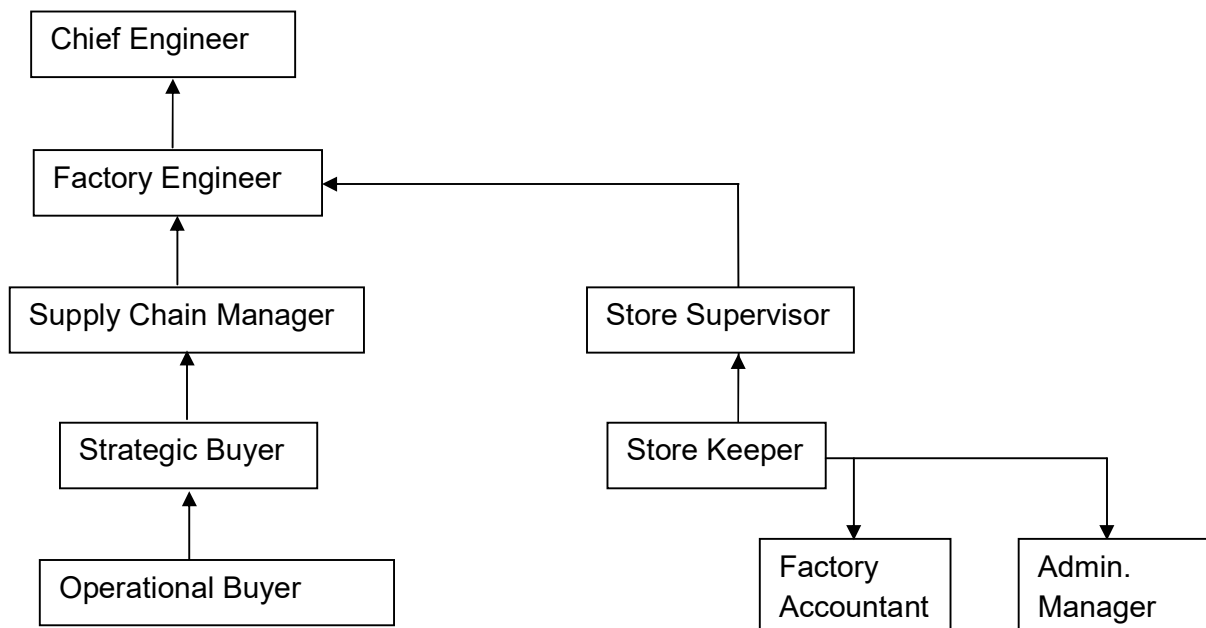 Chief Engineer
Factory Engineer
Supply Chain Manager
Store Supervisor
Strategic Buyer
Store Keeper
Operational Buyer
Factory
Accountant
Admin.
Manager